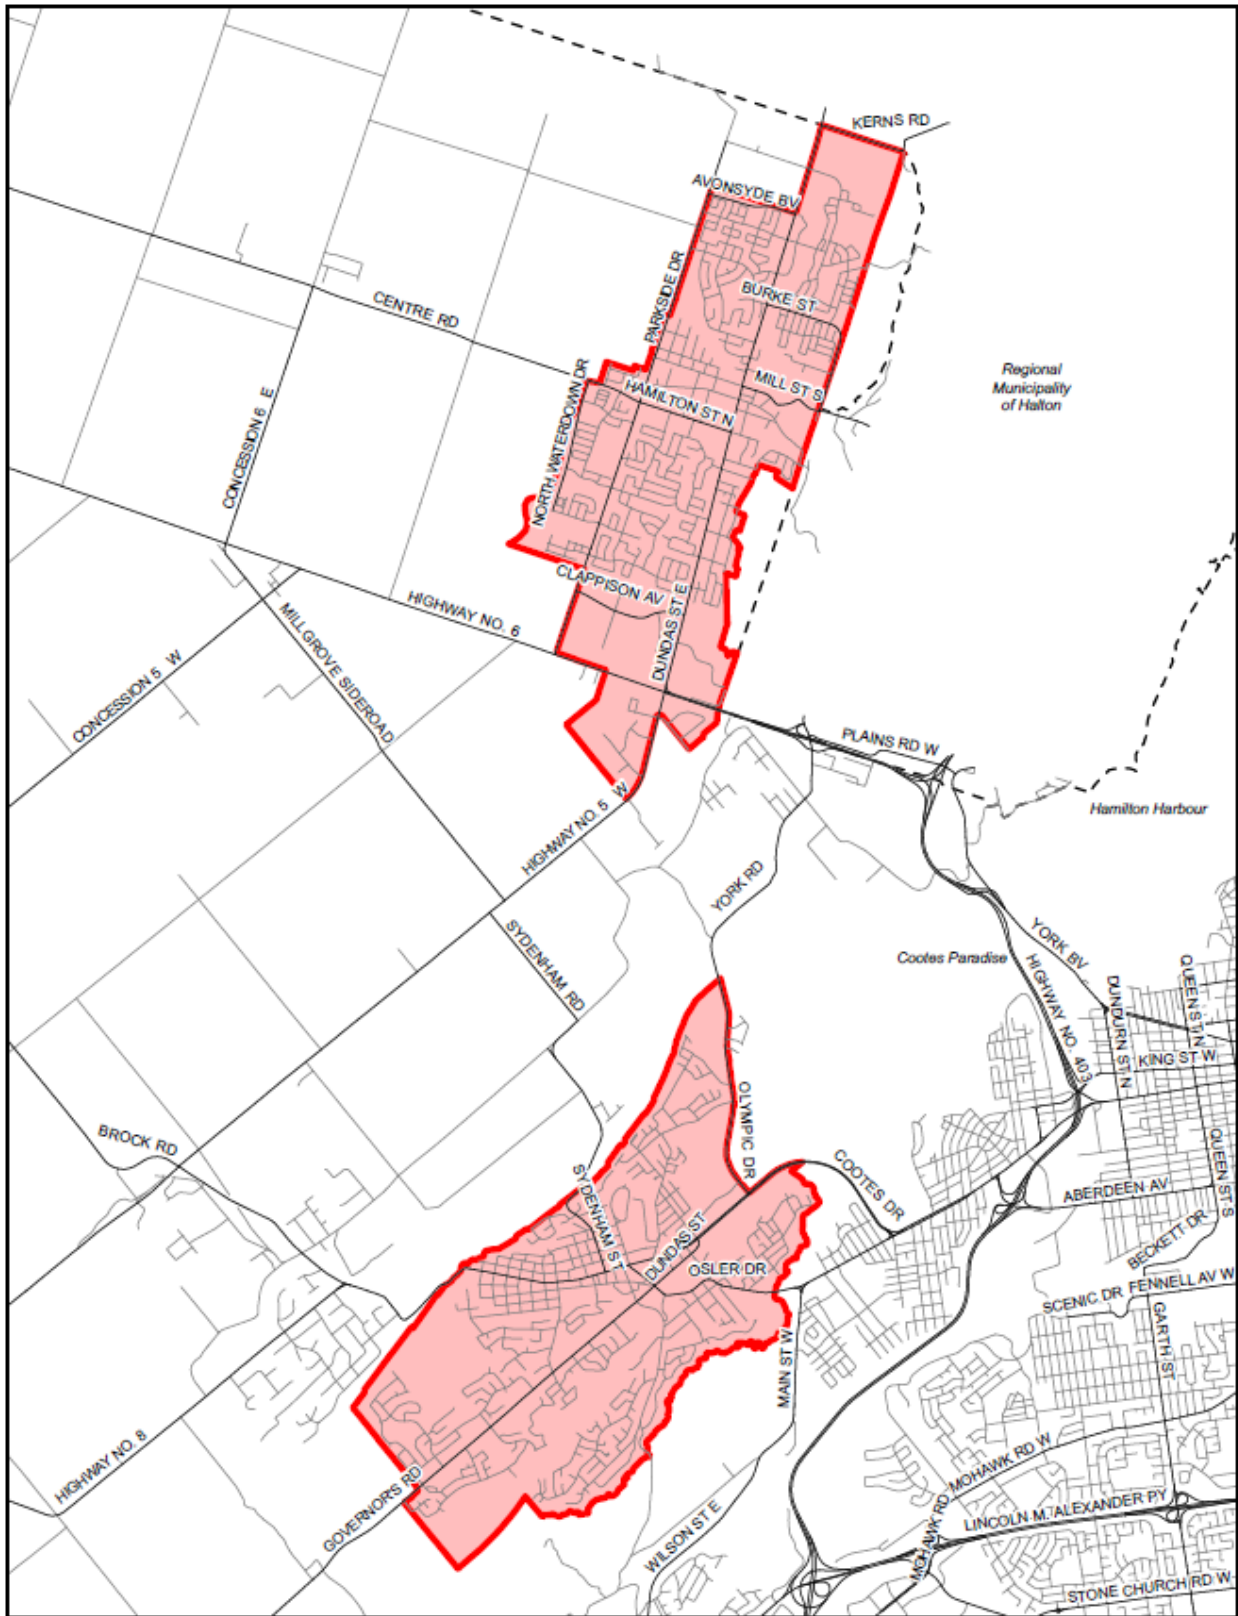 KERNS RD
AVONSYDE BV
PARKSIDE DR
BURKE ST
CENTRE RD
Regional
Municipality
of Halton
MILL ST S
HAMILTON ST N
NORTH WATERDOWN DR
CONCESSION 6 E
CLAPPISON AV
HIGHWAY NO. 6
DUNDAS ST E
MILLGROVE SIDEROAD
CONCESSION 5 W
PLAINS RD W
Hamilton Harbour
HIGHWAY NO. 5 W
YORK RD
SYDENHAM RD
Cootes Paradise
YORK BV
HIGHWAY NO. 403
DUNDURN ST N
QUEEN ST N
KING ST W
OLYMPIC DR
BROCK RD
COOTES DR
SYDENHAM ST
DUNDAS ST
OSLER DR
ABERDEEN AV
QUEEN ST S
BECKETT DR
SCENIC DR
FENNELL AV W
GARTH ST
MAIN ST W
HIGHWAY NO. 8
GOVERNOR'S RD
MOHAWK RD W
MOHAWK RD
LINCOLN M. ALEXANDER PY
WILSON ST E
STONE CHURCH RD W